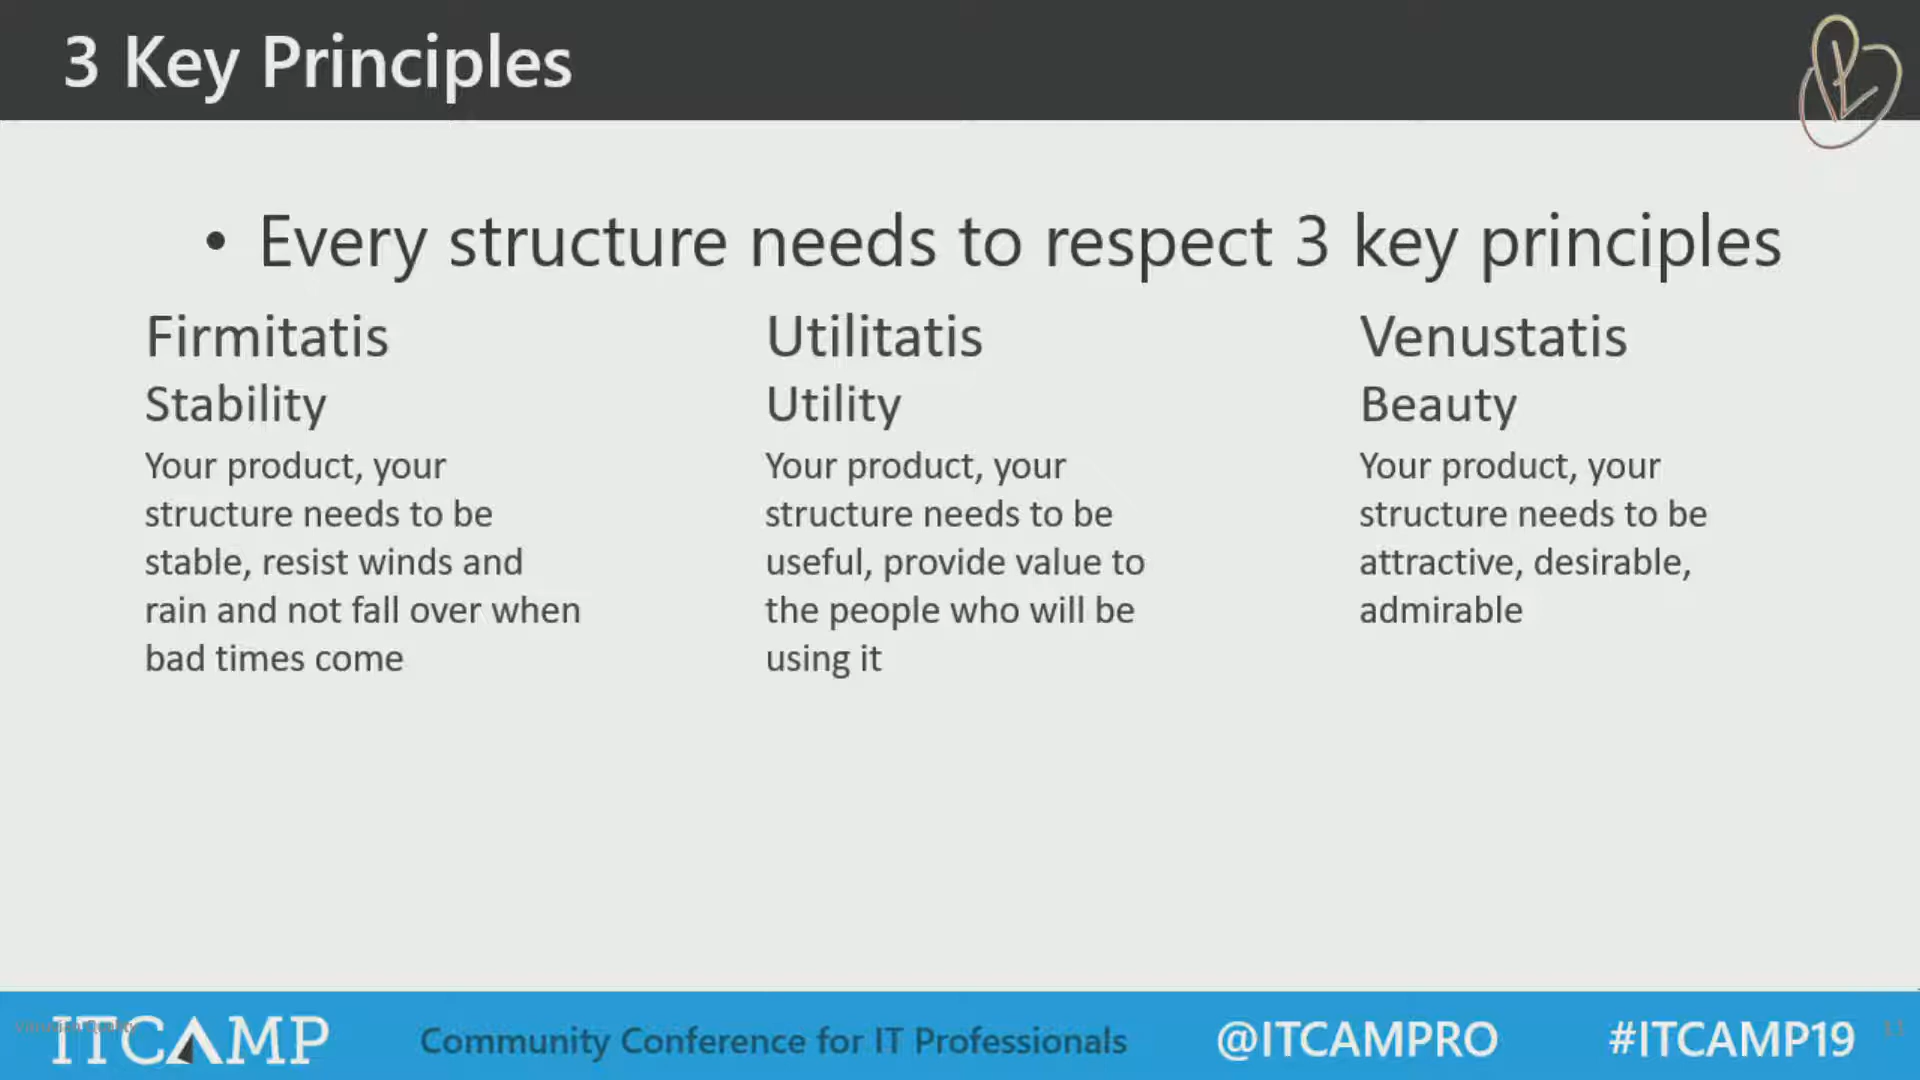 3 Key Principles
• Every structure needs to respect 3 key principles
Firmitatis
Stability
Your product, your
structure needs to be
stable, resist winds and
rain and not fall over when
bad times come
Utilitatis
Utility
Your product, your
structure needs to be
useful, provide value to
the people who will be
using it
Venustatis
Beauty
Your product, your
structure needs to be
attractive, desirable,
admirable
ITCAMP
Community Conference for IT Professionals
@ITCAMPRO
#ITCAMP19